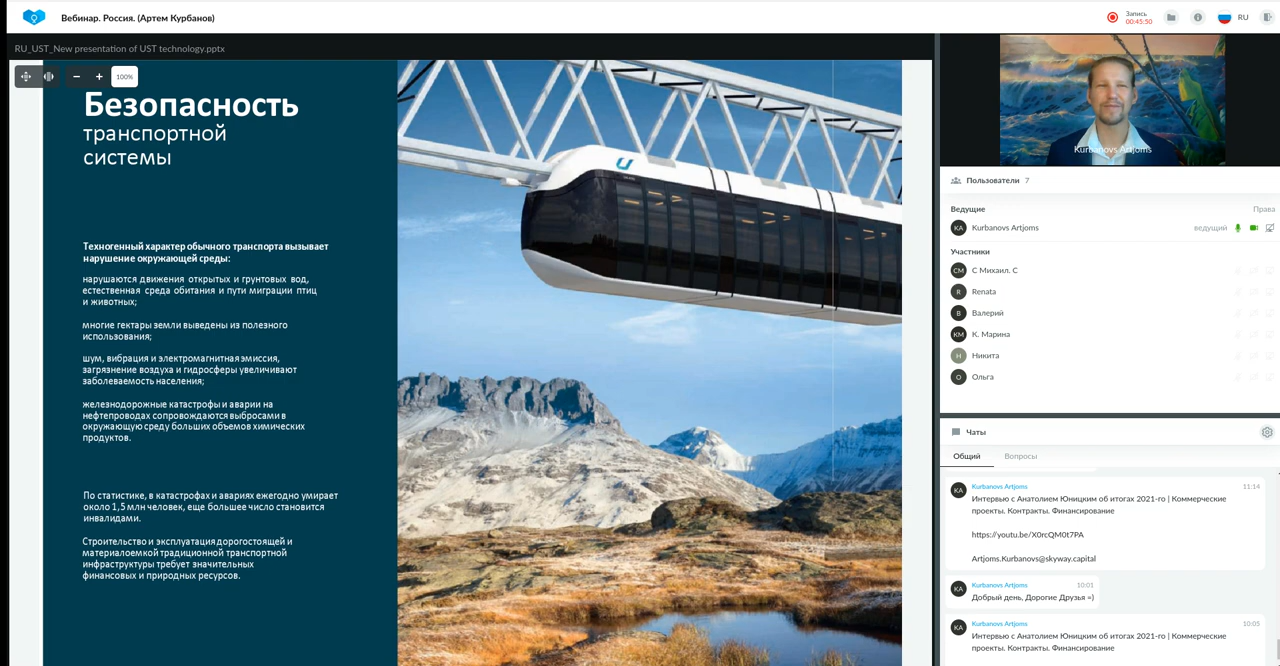 Вебинар. Россия. (Артем Курбанов)
Запись
00:45:50
RU
RU_UST_New presentation of UST technology.pptx
100%
Безопасность
транспортной
системы
Техногенный характер обычного транспорта вызывает
нарушение окружающей среды:
нарушаются движения открытых и грунтовых вод,
естественная среда обитания и пути миграции птиц
и животных;
многие гектары земли выведены из полезного
использования;
шум, вибрация и электромагнитная эмиссия,
загрязнение воздуха и гидросферы увеличивают
заболеваемость населения;
железнодорожные катастрофы и аварии на
нефтепроводах сопровождаются выбросами в
окружающую среду больших объемов химических
продуктов.
По статистике, в катастрофах и авариях ежегодно умирает
около 1,5 млн человек, еще большее число становится
инвалидами.
Строительство и эксплуатация дорогостоящей и
материалоемкой традиционной транспортной
инфраструктуры требует значительных
финансовых и природных ресурсов.
U
Kurbanovs Artjoms
Пользователи 7
Ведущие Права
KA Kurbanovs Artjoms ведущий
Участники
СМ С Михаил. С
R Renata
В Валерий
КМ К. Марина
Н Никита
О Ольга
Чаты
Общий Вопросы
KA Kurbanovs Artjoms 11:14
Интервью с Анатолием Юницким об итогах 2021-го | Коммерческие
проекты. Контракты. Финансирование
https://youtu.be/X0rcQM0t7PA
Artjoms.Kurbanovs@skyway.capital
KA Kurbanovs Artjoms 10:01
Добрый день, Дорогие Друзья =)
KA Kurbanovs Artjoms 10:05
Интервью с Анатолием Юницким об итогах 2021-го | Коммерческие
проекты. Контракты. Финансирование